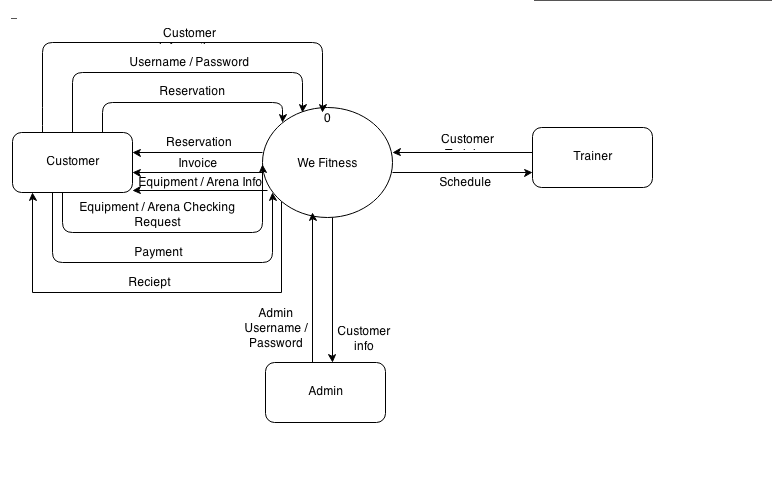 Customer
Username / Password
Reservation
0
Reservation
Invoice
Equipment / Arena Info
Customer
We Fitness
Customer
Trainer
Schedule
Equipment / Arena Checking
Request
Payment
Reciept
Admin
Username /
Password
Customer
info
Admin